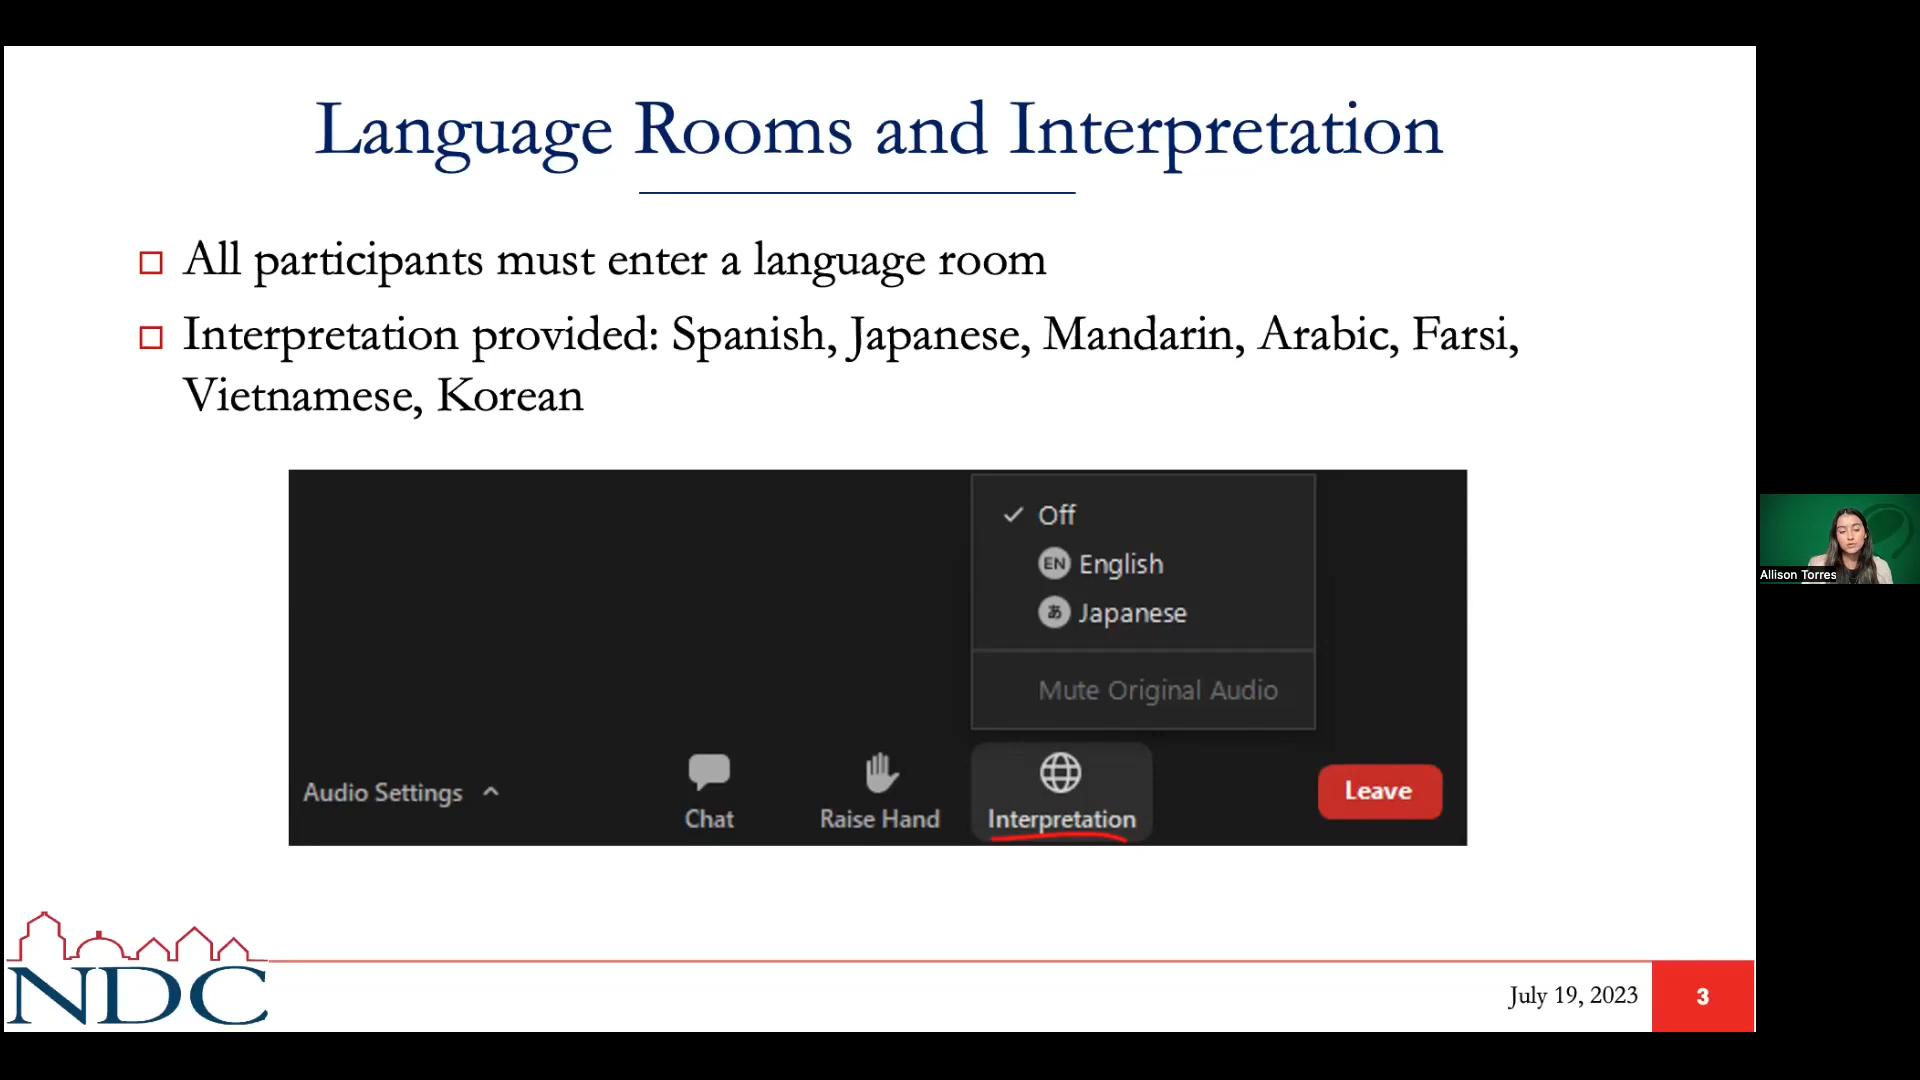 Language Rooms and Interpretation
All participants must enter a language room
Interpretation provided: Spanish, Japanese, Mandarin, Arabic, Farsi,
Vietnamese, Korean
Off
EN English
あ Japanese
Mute Original Audio
Audio Settings
Chat
Raise Hand
Interpretation
Leave
Allison Torres
NDC
July 19, 2023
3